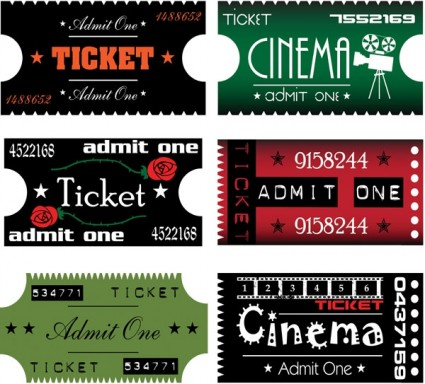 Admit One 1488652
TICKET
1488652 Admit One
TICKET 7552169
CINEMA
admit one
4522168 admit one
Ticket
admit one 4522168
TICKET
9158244
ADMIT ONE
9158244
534771 TICKET
Admit One
TICKET 534771
1 2 3 4 5 6
TICKET
Cinema
Admit One
0437159